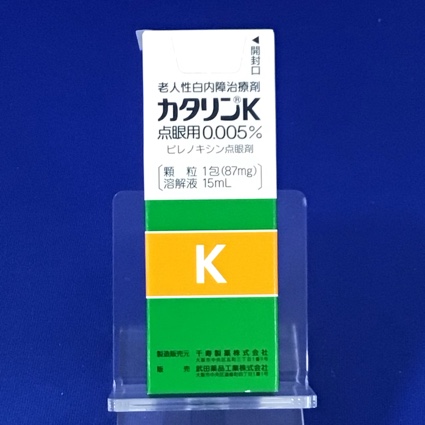 ◀開封口
老人性白内障治療剤
カタリン®K
点眼用0.005%
ピレノキシン点眼剤
顆粒 1包(87mg)
溶解液 15mL
K
製造販売元 千寿製薬株式会社
販売 武田薬品工業株式会社